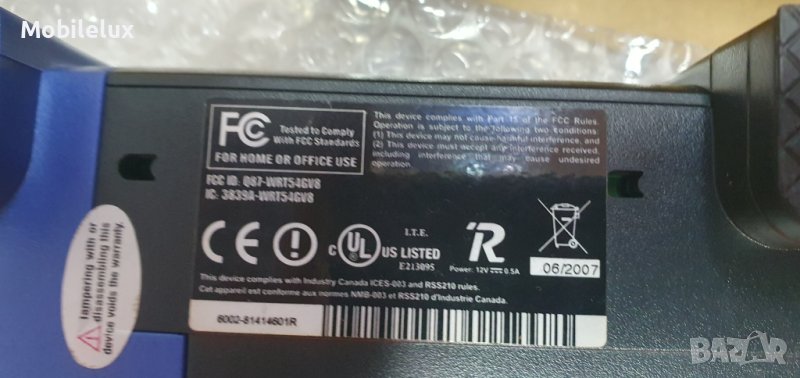 Mobilelux
FC
Tested to Comply
With FCC Standards
FOR HOME OR OFFICE USE
This device complies with Part 15 of the FCC Rules.
Operation is subject to the following two conditions:
(1) This device may not cause harmful interference, and
(2) This device must accept any interference received,
including interference that may cause undesired
operation.
FCC ID: Q87-WRT54GV8
IC: 3839A-WRT54GV8
CE
I.T.E.
C UL US LISTED
E213095
R
Power: 12V 0.5A
06/2007
This device complies with Industry Canada ICES-003 and RSS210 rules.
Cet appareil est conforme aux normes NMB-003 et RSS210 d'Industrie Canada.
6002-81414601R
Tampering with or
disassembling this
device voids the warranty.
BAZAR